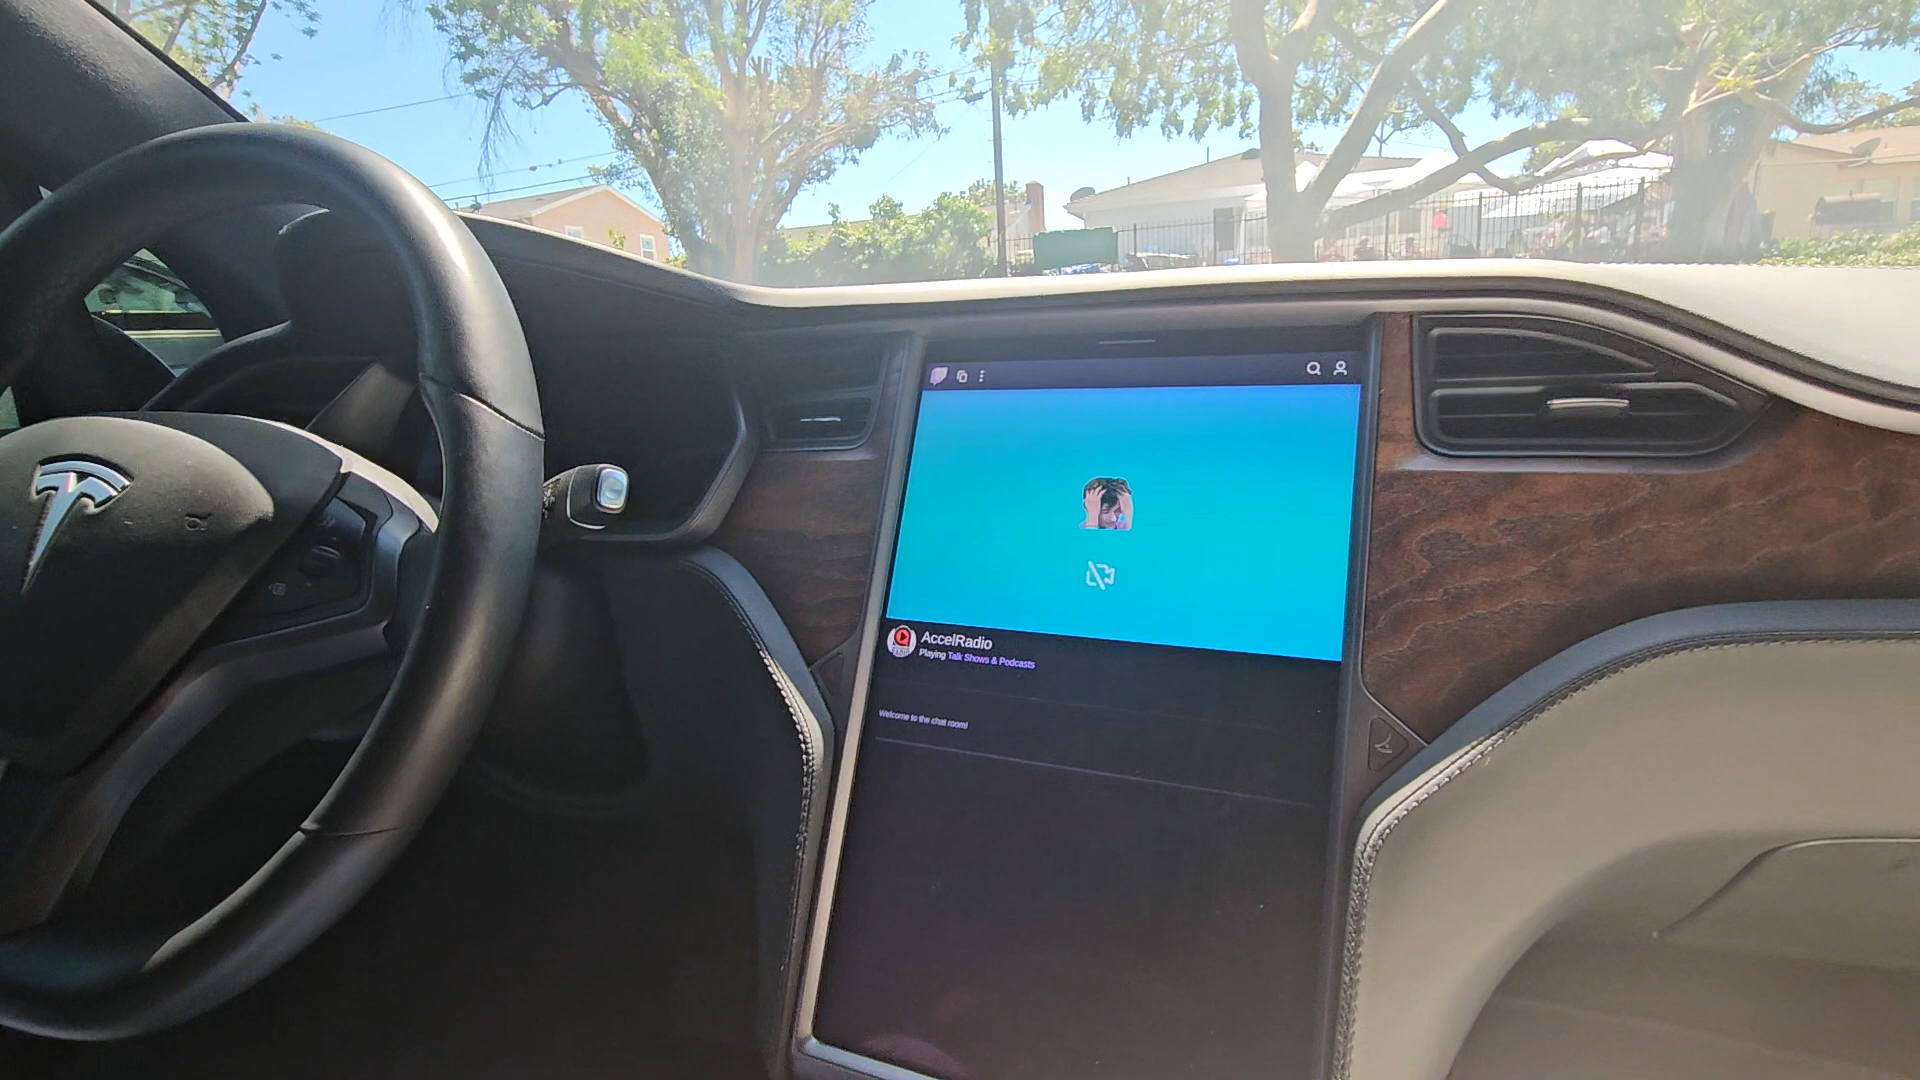 AccelRadio
Playing Talk Shows & Podcasts
Welcome to the chat room!